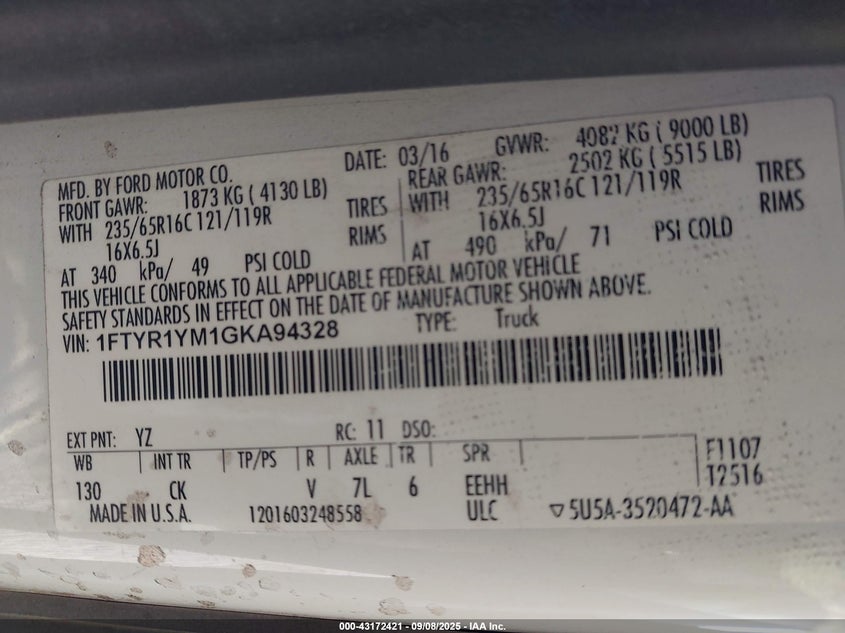 MFD. BY FORD MOTOR CO. DATE: 03/16 GVWR: 4082 KG ( 9000 LB)
FRONT GAWR: 1873 KG ( 4130 LB) REAR GAWR: 2502 KG ( 5515 LB)
WITH 235/65R16C 121/119R TIRES WITH 235/65R16C 121/119R TIRES
16X6.5J RIMS 16X6.5J RIMS
AT 340 kPa/ 49 PSI COLD AT 490 kPa/ 71 PSI COLD
THIS VEHICLE CONFORMS TO ALL APPLICABLE FEDERAL MOTOR VEHICLE
SAFETY STANDARDS IN EFFECT ON THE DATE OF MANUFACTURE SHOWN ABOVE.
VIN: 1FTYR1YM1GKA94328 TYPE: Truck
EXT PNT: YZ RC: 11 DSO:
WB INT TR TP/PS R AXLE TR SPR F1107
130 CK V 7L 6 EEHH T2516
MADE IN U.S.A. 1201603248558 ULC ▽ 5U5A-3520472-AA
000-43172421 - 09/08/2025 - IAA Inc.